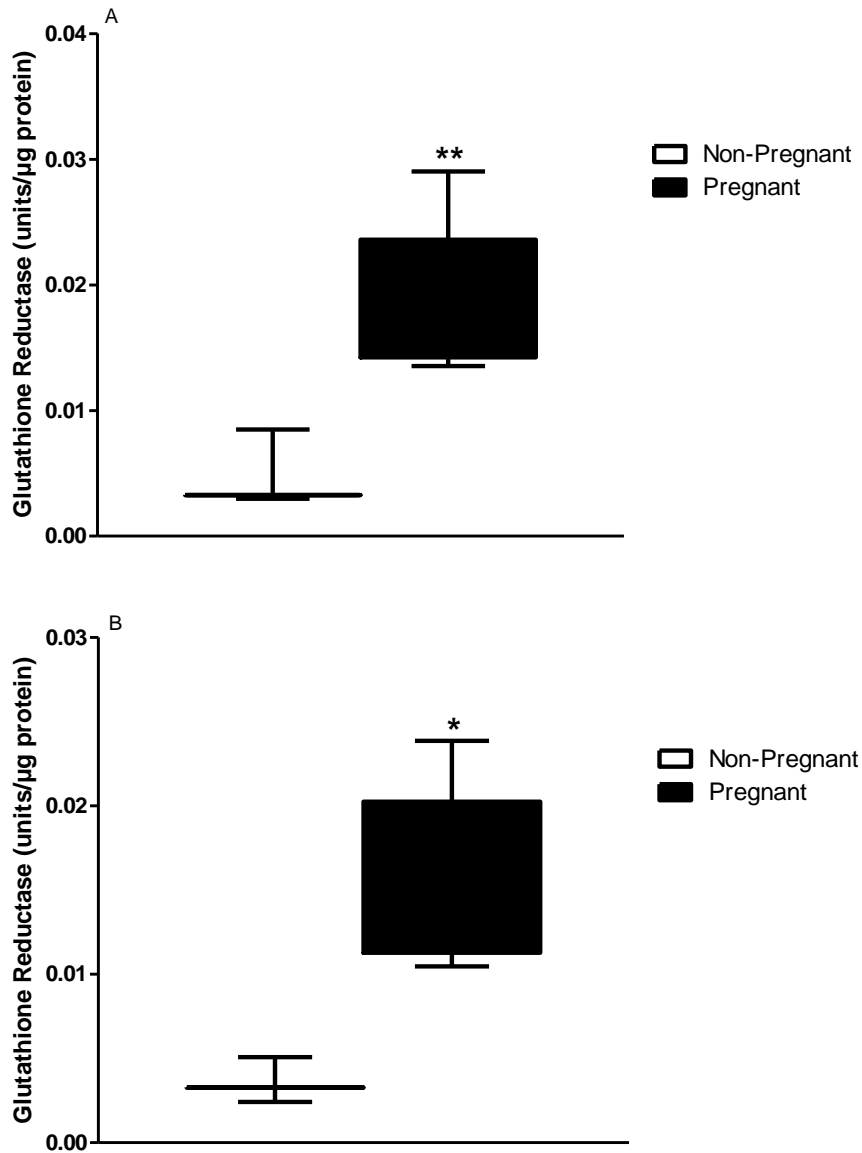 A
Glutathione Reductase (units/µg protein)
0.04
0.03
0.02
0.01
0.00
**
Non-Pregnant
Pregnant
B
Glutathione Reductase (units/µg protein)
0.03
0.02
0.01
0.00
*
Non-Pregnant
Pregnant